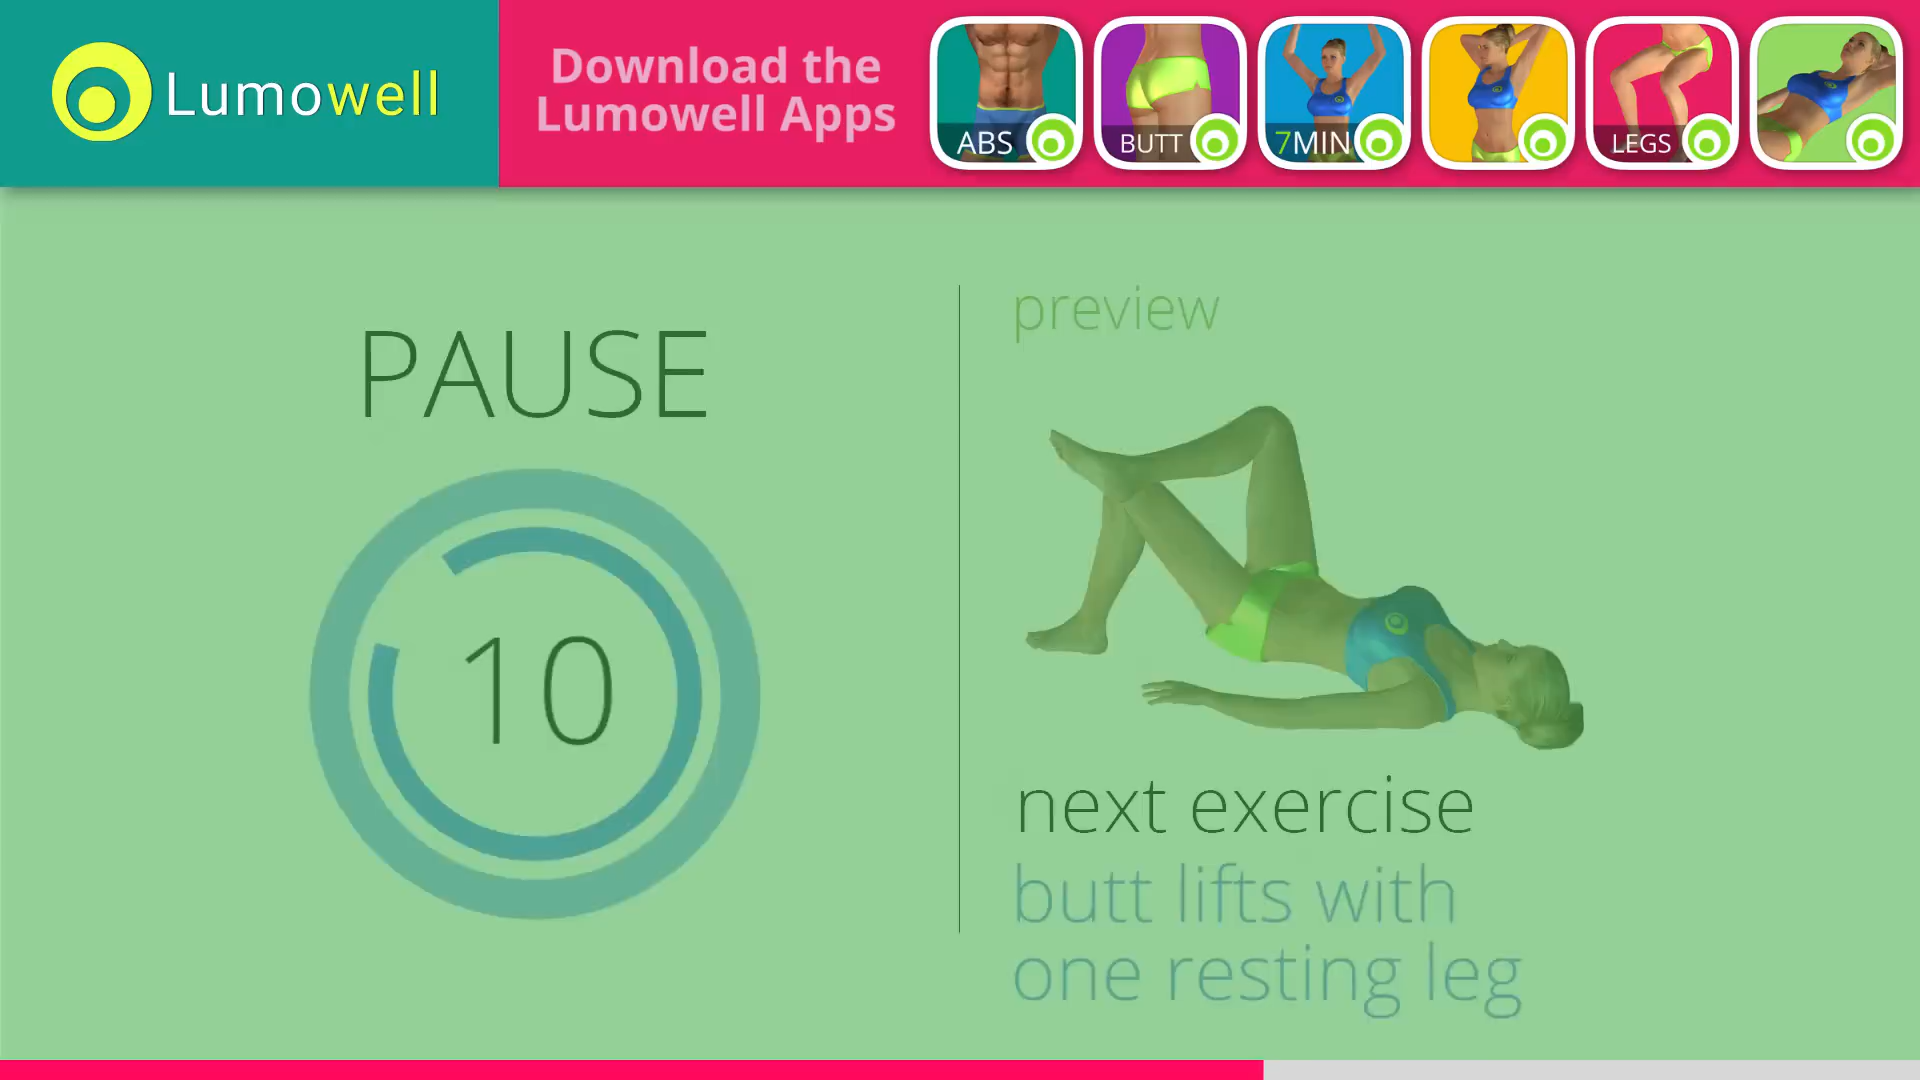 Lumowell
Download the
Lumowell Apps
ABS
BUTT
7MIN
LEGS
PAUSE
10
preview
next exercise
butt lifts with
one resting leg